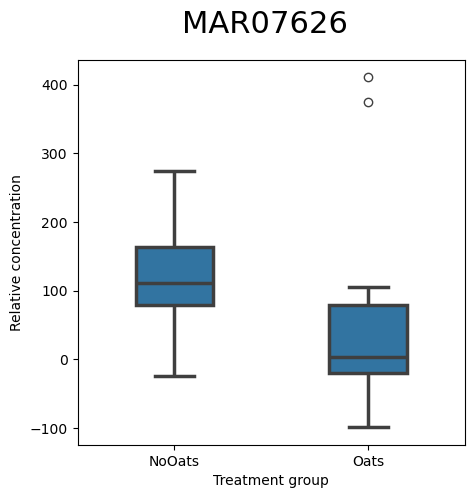 MAR07626
Relative concentration
400
300
200
100
0
−100
NoOats
Oats
Treatment group